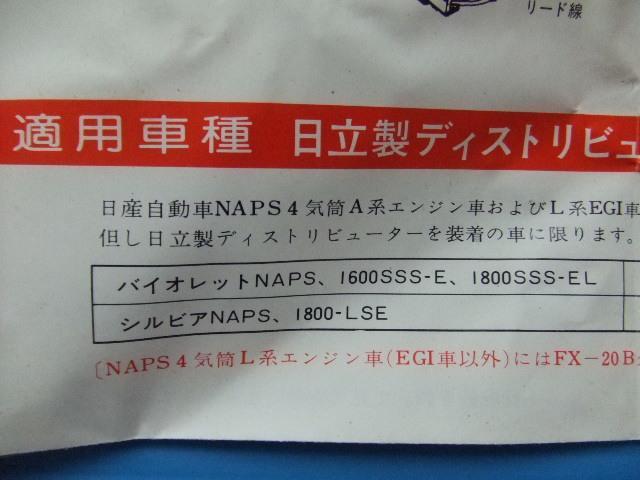 リード線
適用車種 日立製ディストリビュ
日産自動車NAPS4気筒A系エンジン車およびL系EGI車
但し日立製ディストリビューターを装着の車に限ります。
バイオレットNAPS、1600SSS-E、1800SSS-EL
シルビアNAPS、1800-LSE
〔NAPS4気筒L系エンジン車(EGI車以外)にはFX-20B